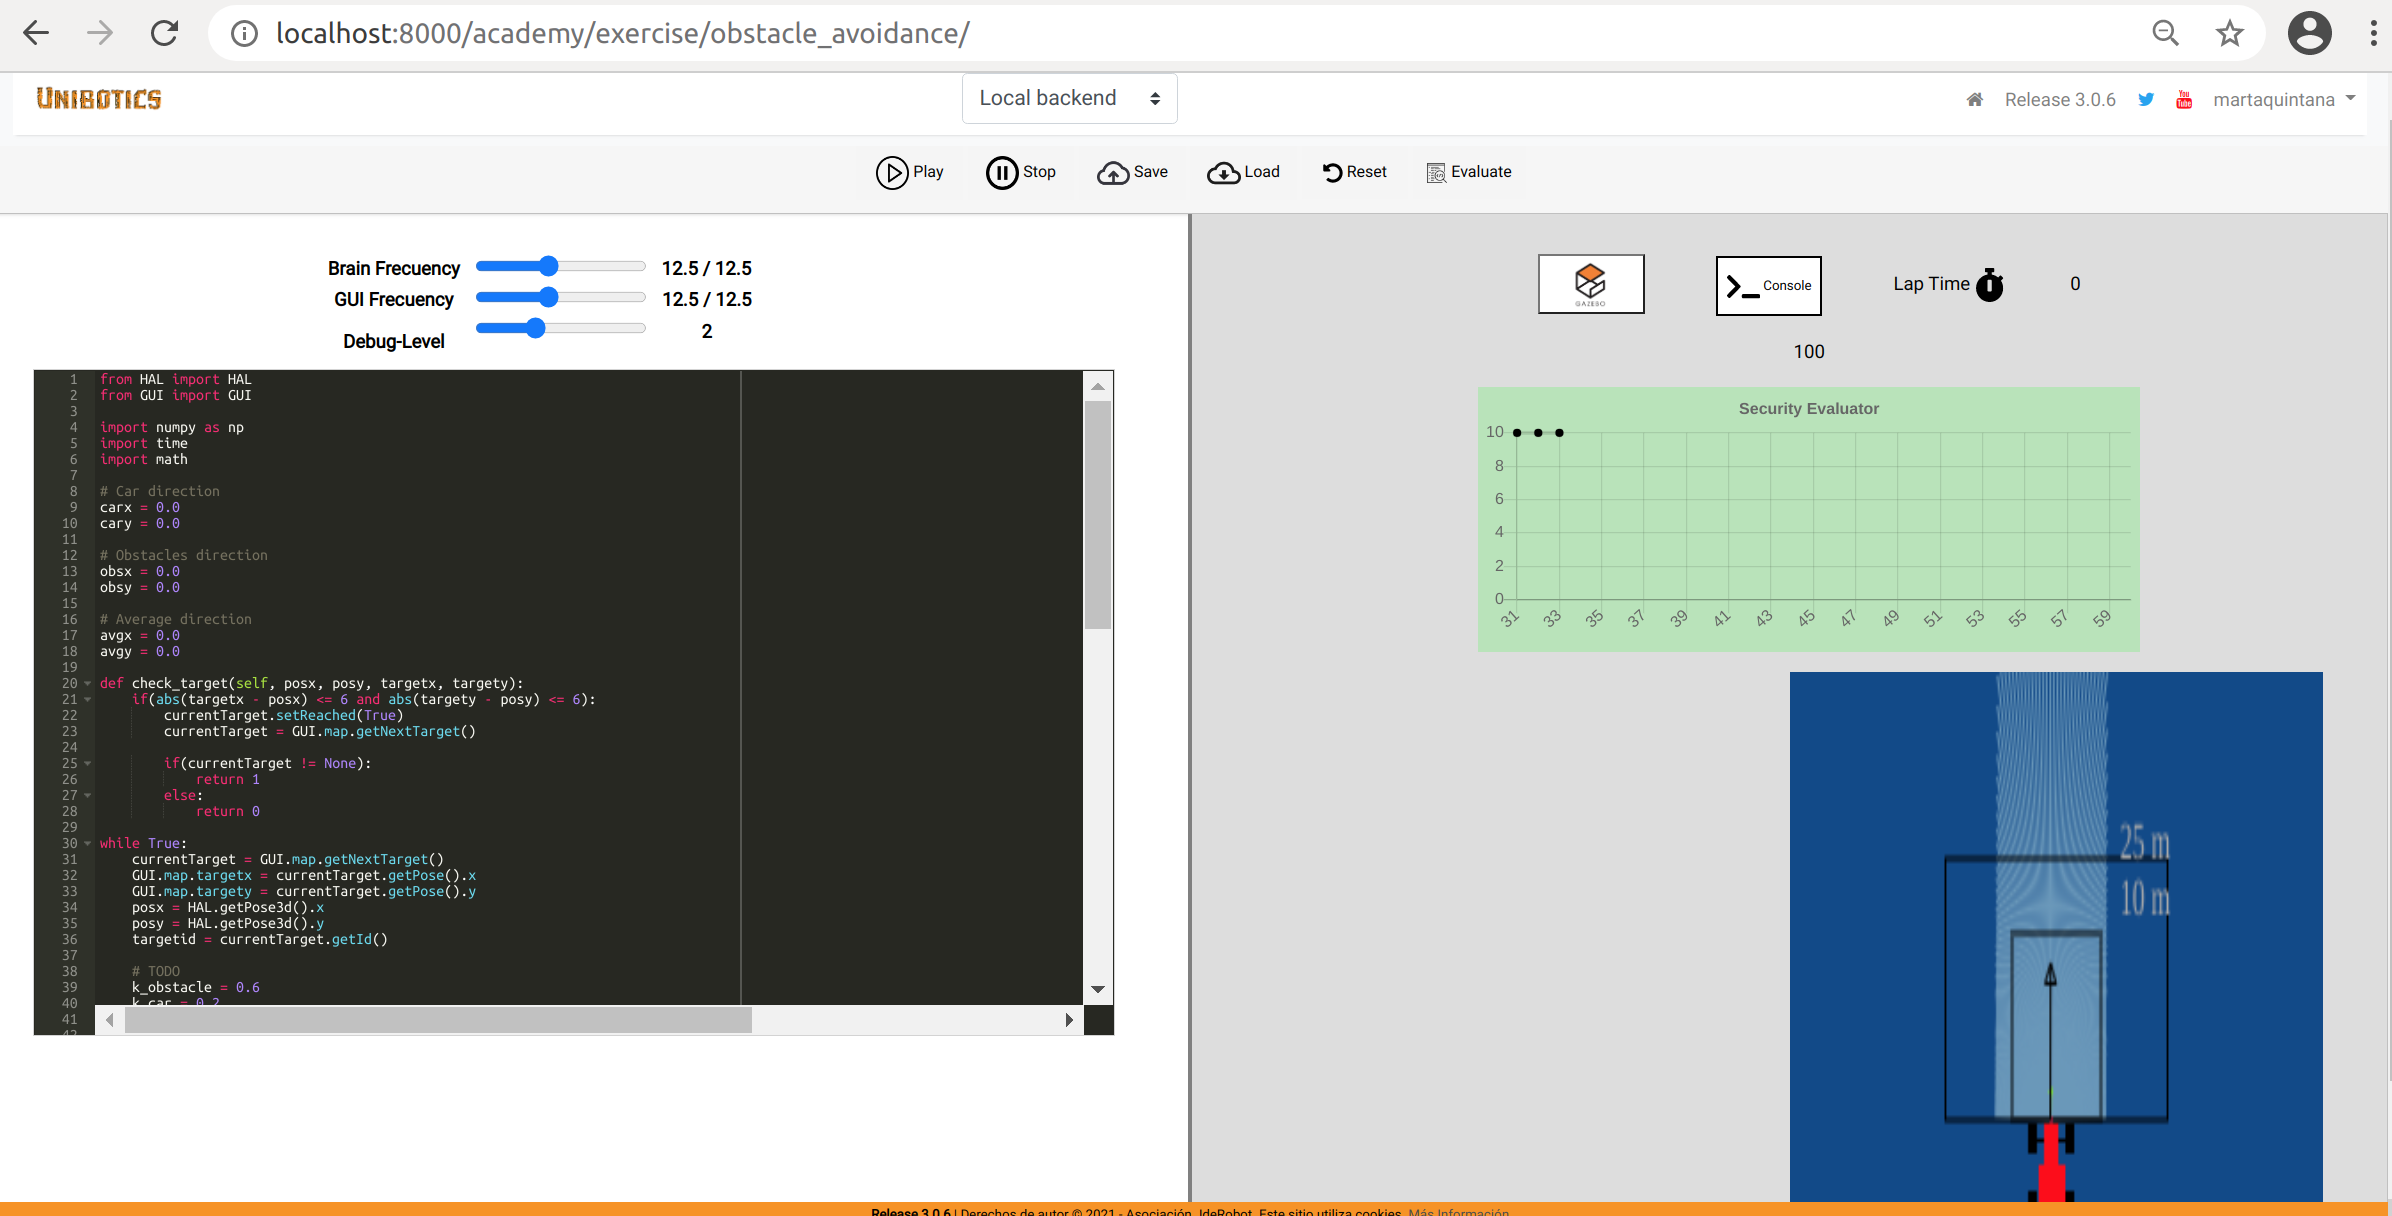 localhost:8000/academy/exercise/obstacle_avoidance/
UNIBOTICS
Local backend
Release 3.0.6
You Tube
martaquintana
Play
Stop
Save
Load
Reset
Evaluate
Brain Frecuency 12.5 / 12.5
GUI Frecuency 12.5 / 12.5
Debug-Level 2
1 from HAL import HAL
2 from GUI import GUI
3
4 import numpy as np
5 import time
6 import math
7
8 # Car direction
9 carx = 0.0
10 cary = 0.0
11
12 # Obstacles direction
13 obsx = 0.0
14 obsy = 0.0
15
16 # Average direction
17 avgx = 0.0
18 avgy = 0.0
19
20 def check_target(self, posx, posy, targetx, targety):
21 if(abs(targetx - posx) <= 6 and abs(targety - posy) <= 6):
22 currentTarget.setReached(True)
23 currentTarget = GUI.map.getNextTarget()
24
25 if(currentTarget != None):
26 return 1
27 else:
28 return 0
29
30 while True:
31 currentTarget = GUI.map.getNextTarget()
32 GUI.map.targetx = currentTarget.getPose().x
33 GUI.map.targety = currentTarget.getPose().y
34 posx = HAL.getPose3d().x
35 posy = HAL.getPose3d().y
36 targetid = currentTarget.getId()
37
38 # TODO
39 k_obstacle = 0.6
40 k_car = 0.2
41
42
GAZEBO
Console
Lap Time
0
100
Security Evaluator
10
8
6
4
2
0
31 33 35 37 39 41 43 45 47 49 51 53 55 57 59
25 m
10 m
Release 3.0.6 | Derechos de autor © 2021 - Asociación JdeRobot. Este sitio utiliza cookies. Más Información